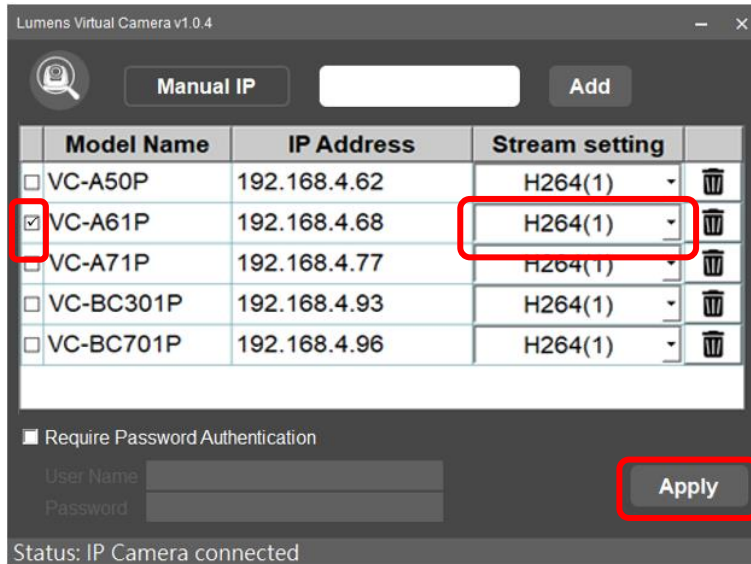 Lumens Virtual Camera v1.0.4
Manual IP Add
Model Name IP Address Stream setting
VC-A50P 192.168.4.62 H264(1)
VC-A61P 192.168.4.68 H264(1)
VC-A71P 192.168.4.77 H264(1)
VC-BC301P 192.168.4.93 H264(1)
VC-BC701P 192.168.4.96 H264(1)
Require Password Authentication
User Name
Password
Apply
Status: IP Camera connected